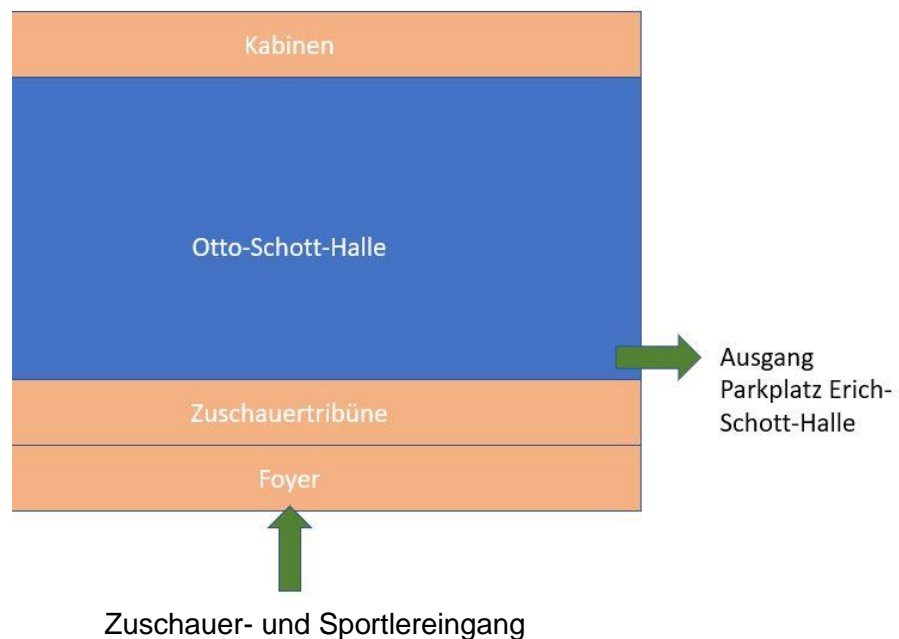 Kabinen
Otto-Schott-Halle
Ausgang
Parkplatz Erich-
Schott-Halle
Zuschauertribüne
Foyer
Zuschauer- und Sportlereingang